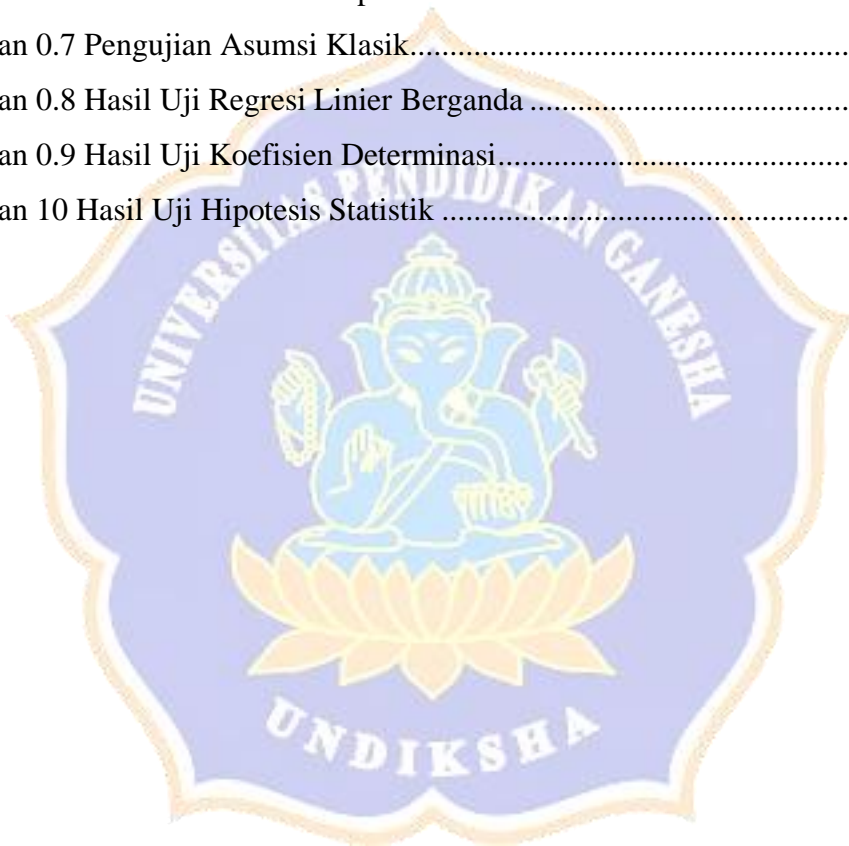 an 0.7 Pengujian Asumsi Klasik......................................................
an 0.8 Hasil Uji Regresi Linier Berganda .......................................
an 0.9 Hasil Uji Koefisien Determinasi...........................................
an 10 Hasil Uji Hipotesis Statistik ..................................................
UNIVERSITAS PENDIDIKAN GANESHA
UNDIKSHA